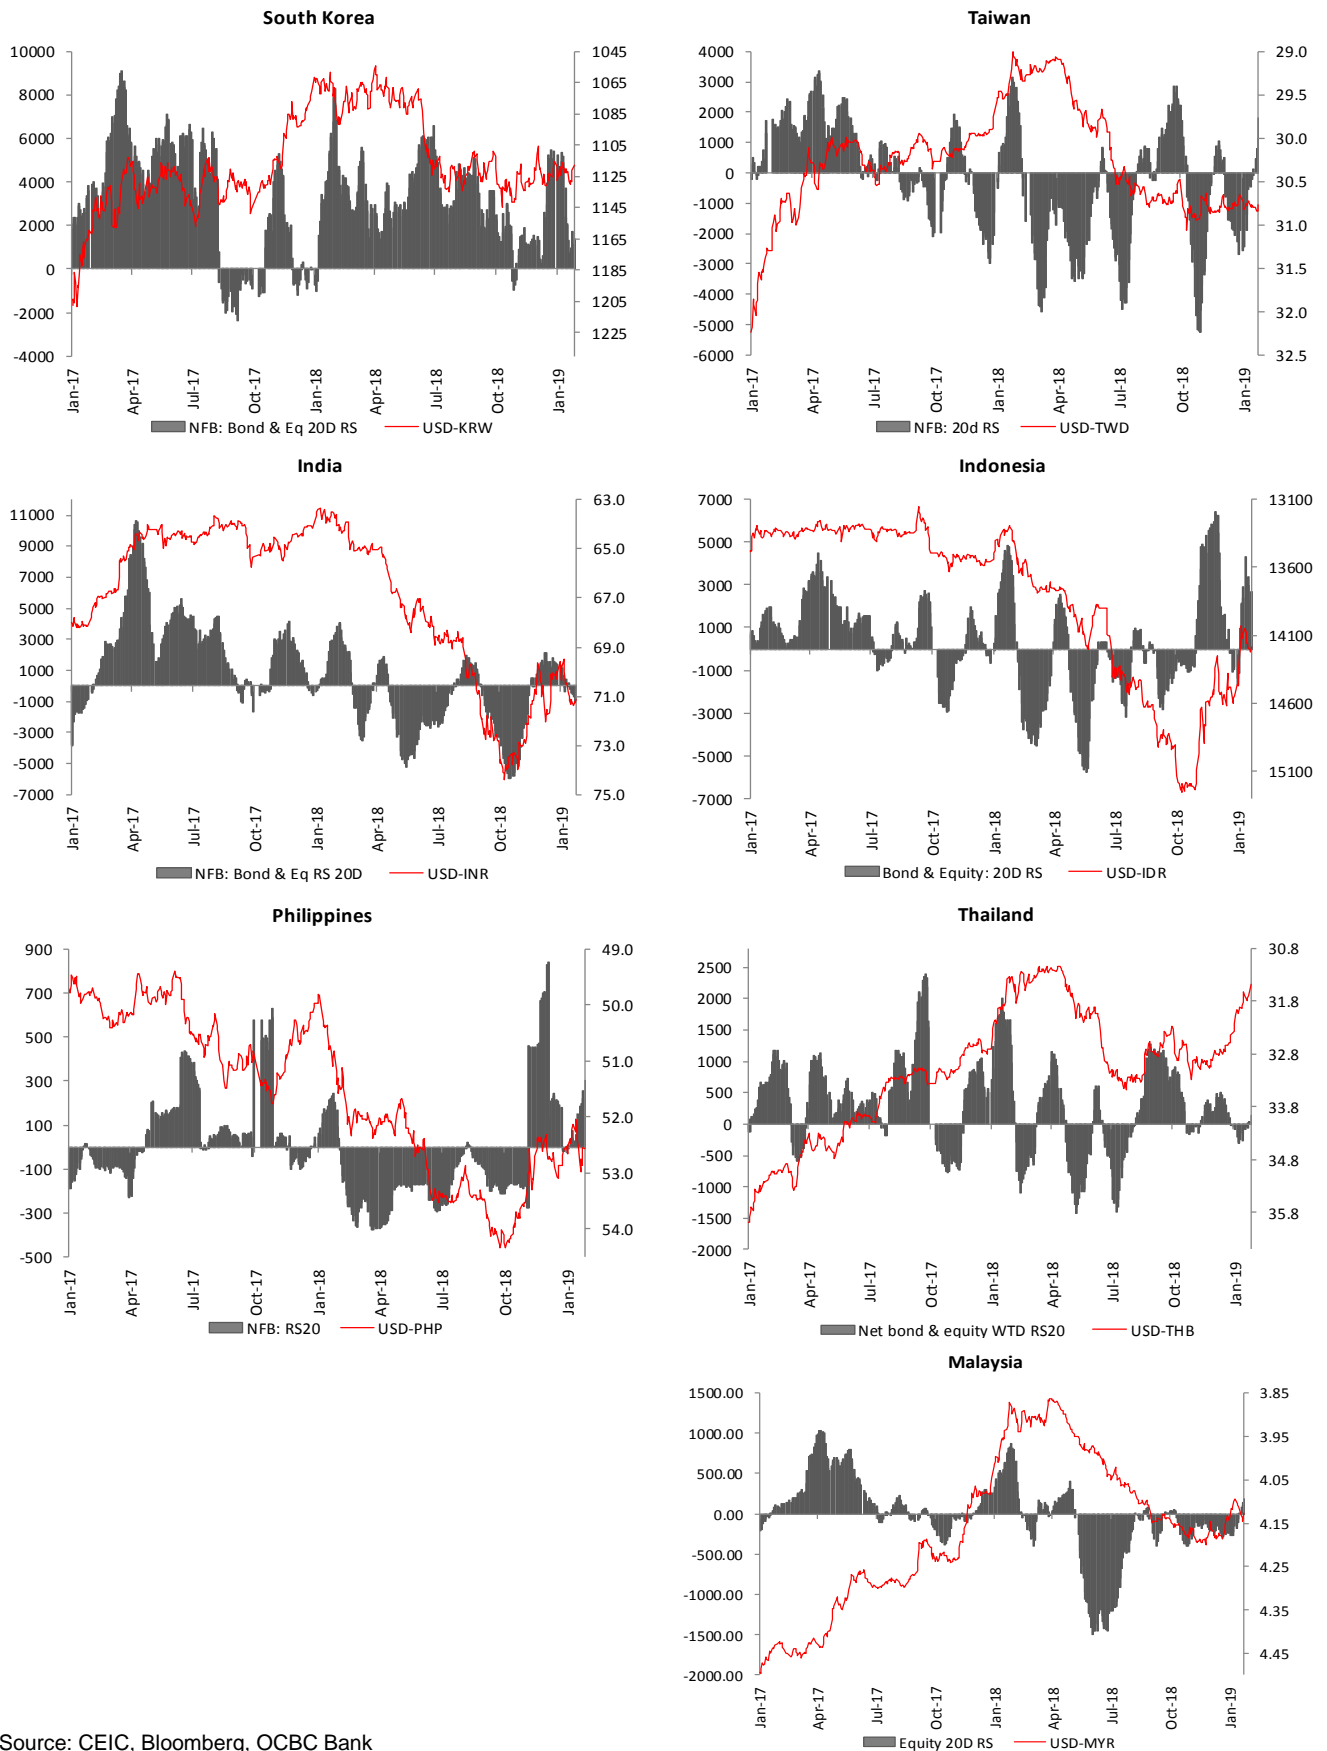 South Korea
10000
8000
6000
4000
2000
0
-2000
-4000
1045
1065
1085
1105
1125
1145
1165
1185
1205
1225
Jan-17
Apr-17
Jul-17
Oct-17
Jan-18
Apr-18
Jul-18
Oct-18
Jan-19
NFB: Bond & Eq 20D RS
USD-KRW
Taiwan
4000
3000
2000
1000
0
-1000
-2000
-3000
-4000
-5000
-6000
29.0
29.5
30.0
30.5
31.0
31.5
32.0
32.5
Jan-17
Apr-17
Jul-17
Oct-17
Jan-18
Apr-18
Jul-18
Oct-18
Jan-19
NFB: 20d RS
USD-TWD
India
11000
9000
7000
5000
3000
1000
-1000
-3000
-5000
-7000
63.0
65.0
67.0
69.0
71.0
73.0
75.0
Jan-17
Apr-17
Jul-17
Oct-17
Jan-18
Apr-18
Jul-18
Oct-18
Jan-19
NFB: Bond & Eq RS 20D
USD-INR
Indonesia
7000
5000
3000
1000
-1000
-3000
-5000
-7000
13100
13600
14100
14600
15100
Jan-17
Apr-17
Jul-17
Oct-17
Jan-18
Apr-18
Jul-18
Oct-18
Jan-19
Bond & Equity: 20D RS
USD-IDR
Philippines
900
700
500
300
100
-100
-300
-500
49.0
50.0
51.0
52.0
53.0
54.0
Jan-17
Apr-17
Jul-17
Oct-17
Jan-18
Apr-18
Jul-18
Oct-18
Jan-19
NFB: RS20
USD-PHP
Thailand
2500
2000
1500
1000
500
0
-500
-1000
-1500
-2000
30.8
31.8
32.8
33.8
34.8
35.8
Jan-17
Apr-17
Jul-17
Oct-17
Jan-18
Apr-18
Jul-18
Oct-18
Jan-19
Net bond & equity WTD RS20
USD-THB
Malaysia
1500.00
1000.00
500.00
0.00
-500.00
-1000.00
-1500.00
-2000.00
3.85
3.95
4.05
4.15
4.25
4.35
4.45
Jan-17
Apr-17
Jul-17
Oct-17
Jan-18
Apr-18
Jul-18
Oct-18
Jan-19
Equity 20D RS
USD-MYR
Source: CEIC, Bloomberg, OCBC Bank